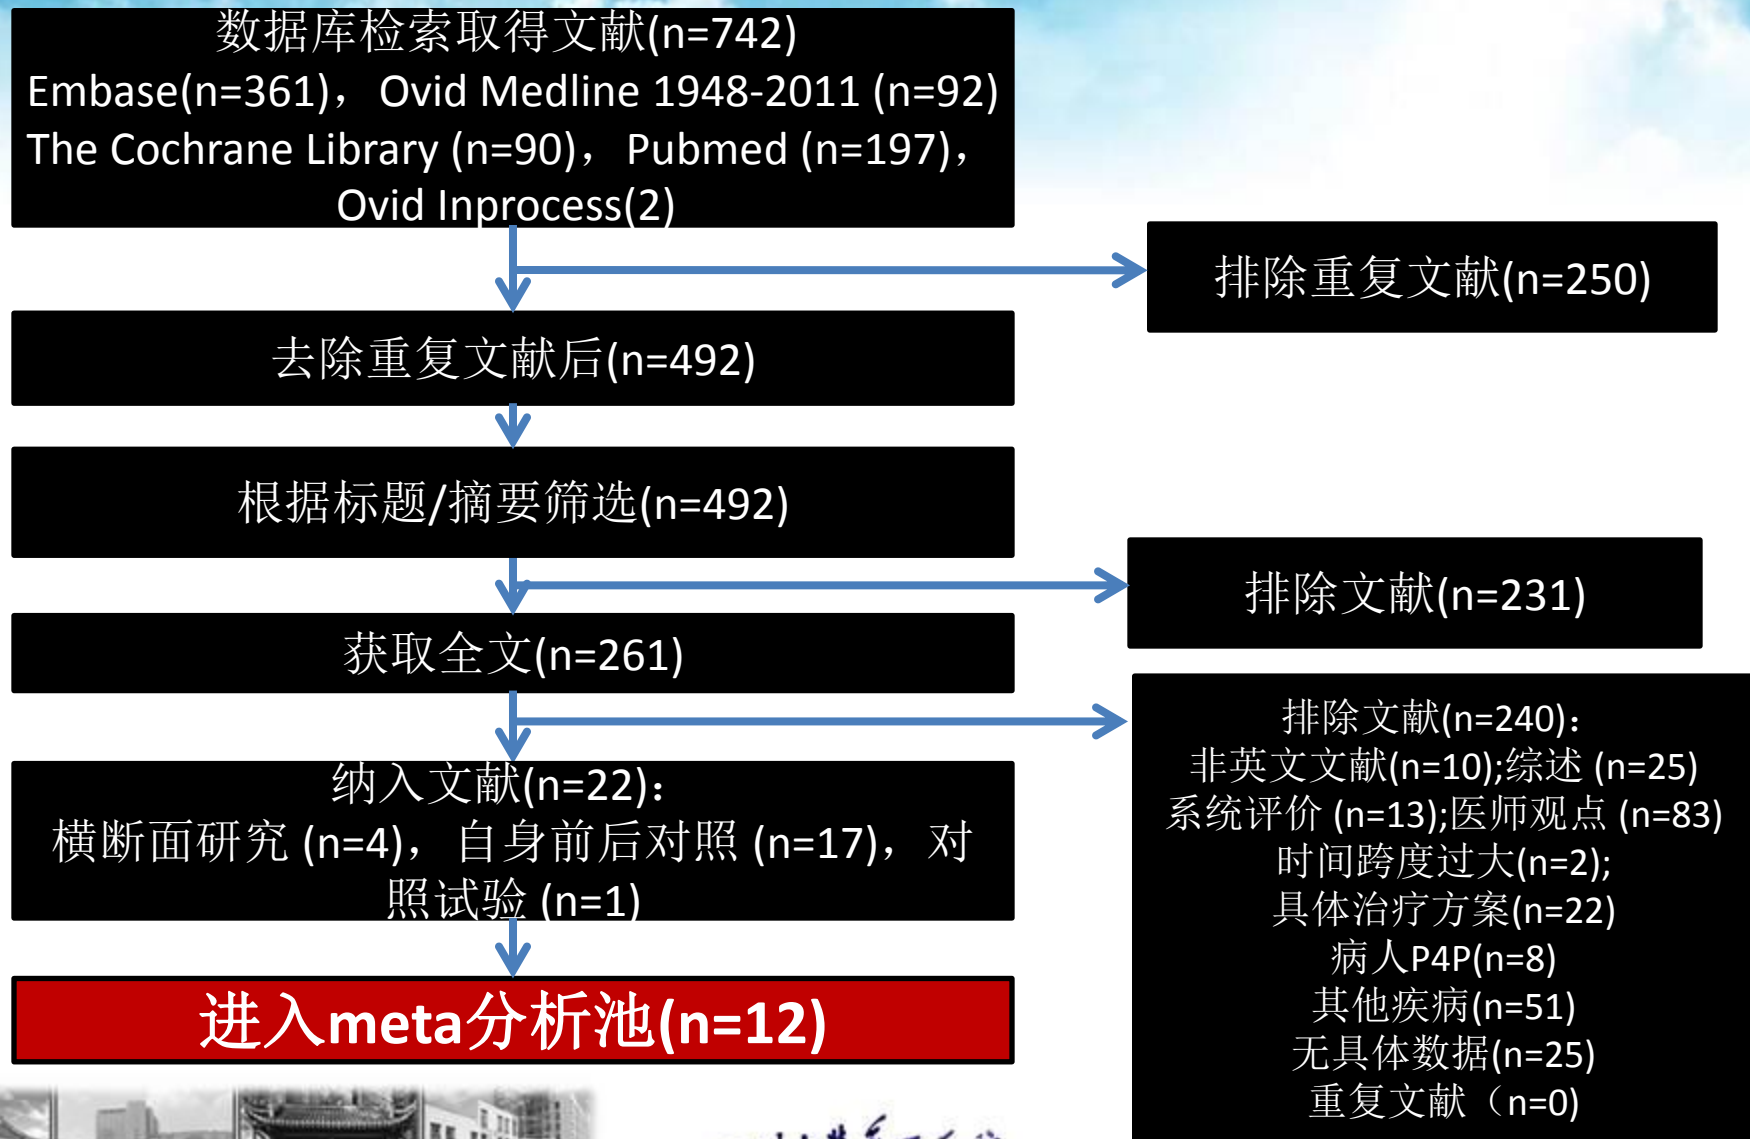 数据库检索取得文献(n=742)
Embase(n=361)，Ovid Medline 1948-2011 (n=92)
The Cochrane Library (n=90)，Pubmed (n=197)，
Ovid Inprocess(2)
排除重复文献(n=250)
去除重复文献后(n=492)
根据标题/摘要筛选(n=492)
排除文献(n=231)
获取全文(n=261)
排除文献(n=240)：
非英文文献(n=10);综述 (n=25)
系统评价 (n=13);医师观点 (n=83)
时间跨度过大(n=2);
具体治疗方案(n=22)
病人P4P(n=8)
其他疾病(n=51)
无具体数据(n=25)
重复文献（n=0)
纳入文献(n=22)：
横断面研究 (n=4)，自身前后对照 (n=17)，对
照试验 (n=1)
进入meta分析池(n=12)